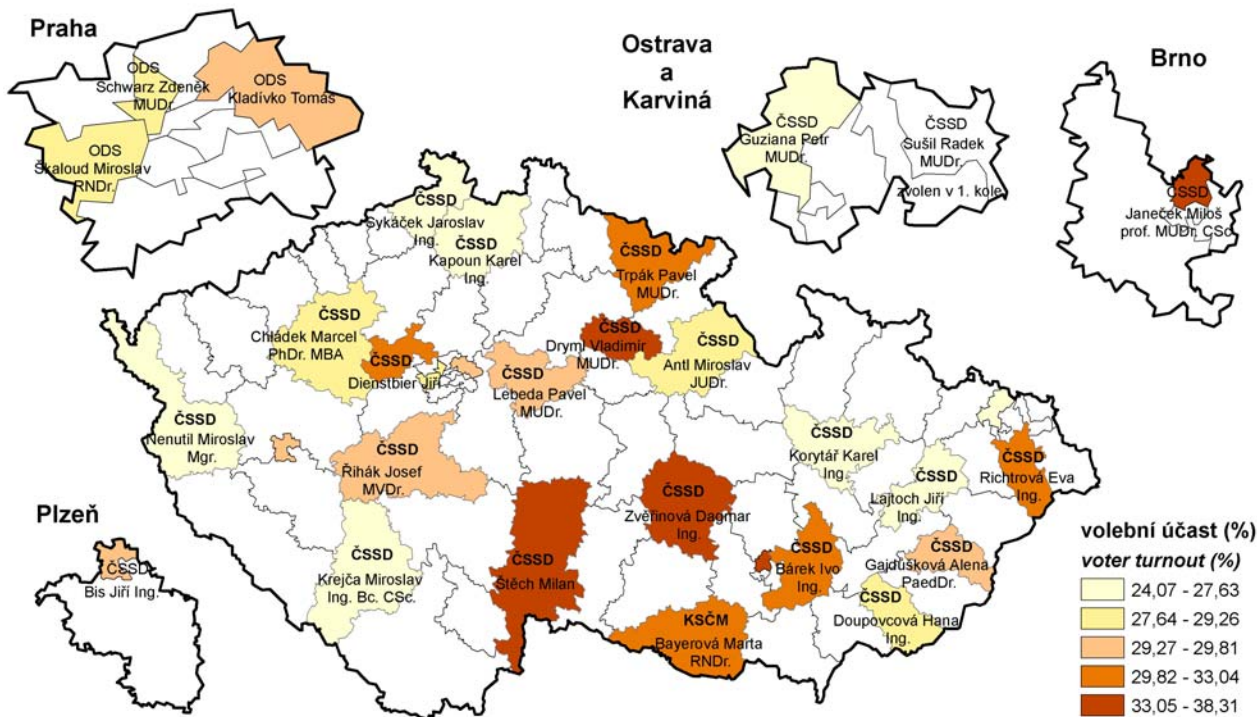 Praha
ODS
Schwarz Zdeněk
MUDr.
ODS
Kladívko Tomáš
ODS
Škaloud Miroslav
RNDr.
Ostrava
a
Karviná
ČSSD
Guziana Petr
MUDr.
ČSSD
Sušil Radek
MUDr.
zvolen v 1. kole
Brno
ČSSD
Janeček Miloš
prof. MUDr. CSc.
ČSSD
Sykáček Jaroslav
Ing.
ČSSD
Kapoun Karel
Ing.
ČSSD
Trpák Pavel
MUDr.
ČSSD
Chládek Marcel
PhDr. MBA
ČSSD
Dienstbier Jiří
ČSSD
Lebeda Pavel
MUDr.
ČSSD
Dryml Vladimír
MUDr.
ČSSD
Antl Miroslav
JUDr.
ČSSD
Nenutil Miroslav
Mgr.
ČSSD
Řihák Josef
MVDr.
ČSSD
Korytář Karel
Ing.
ČSSD
Lajtoch Jiří
Ing.
ČSSD
Richtrová Eva
Ing.
ČSSD
Zvěřinová Dagmar
Ing.
Plzeň
ČSSD
Bis Jiří Ing.
ČSSD
Krejča Miroslav
Ing. Bc. CSc.
ČSSD
Štěch Milan
ČSSD
Bárek Ivo
Ing.
ČSSD
Gajdůšková Alena
PaedDr.
ČSSD
Doupovcová Hana
Ing.
KSČM
Bayerová Marta
RNDr.
volební účast (%)
voter turnout (%)
24,07 - 27,63
27,64 - 29,26
29,27 - 29,81
29,82 - 33,04
33,05 - 38,31